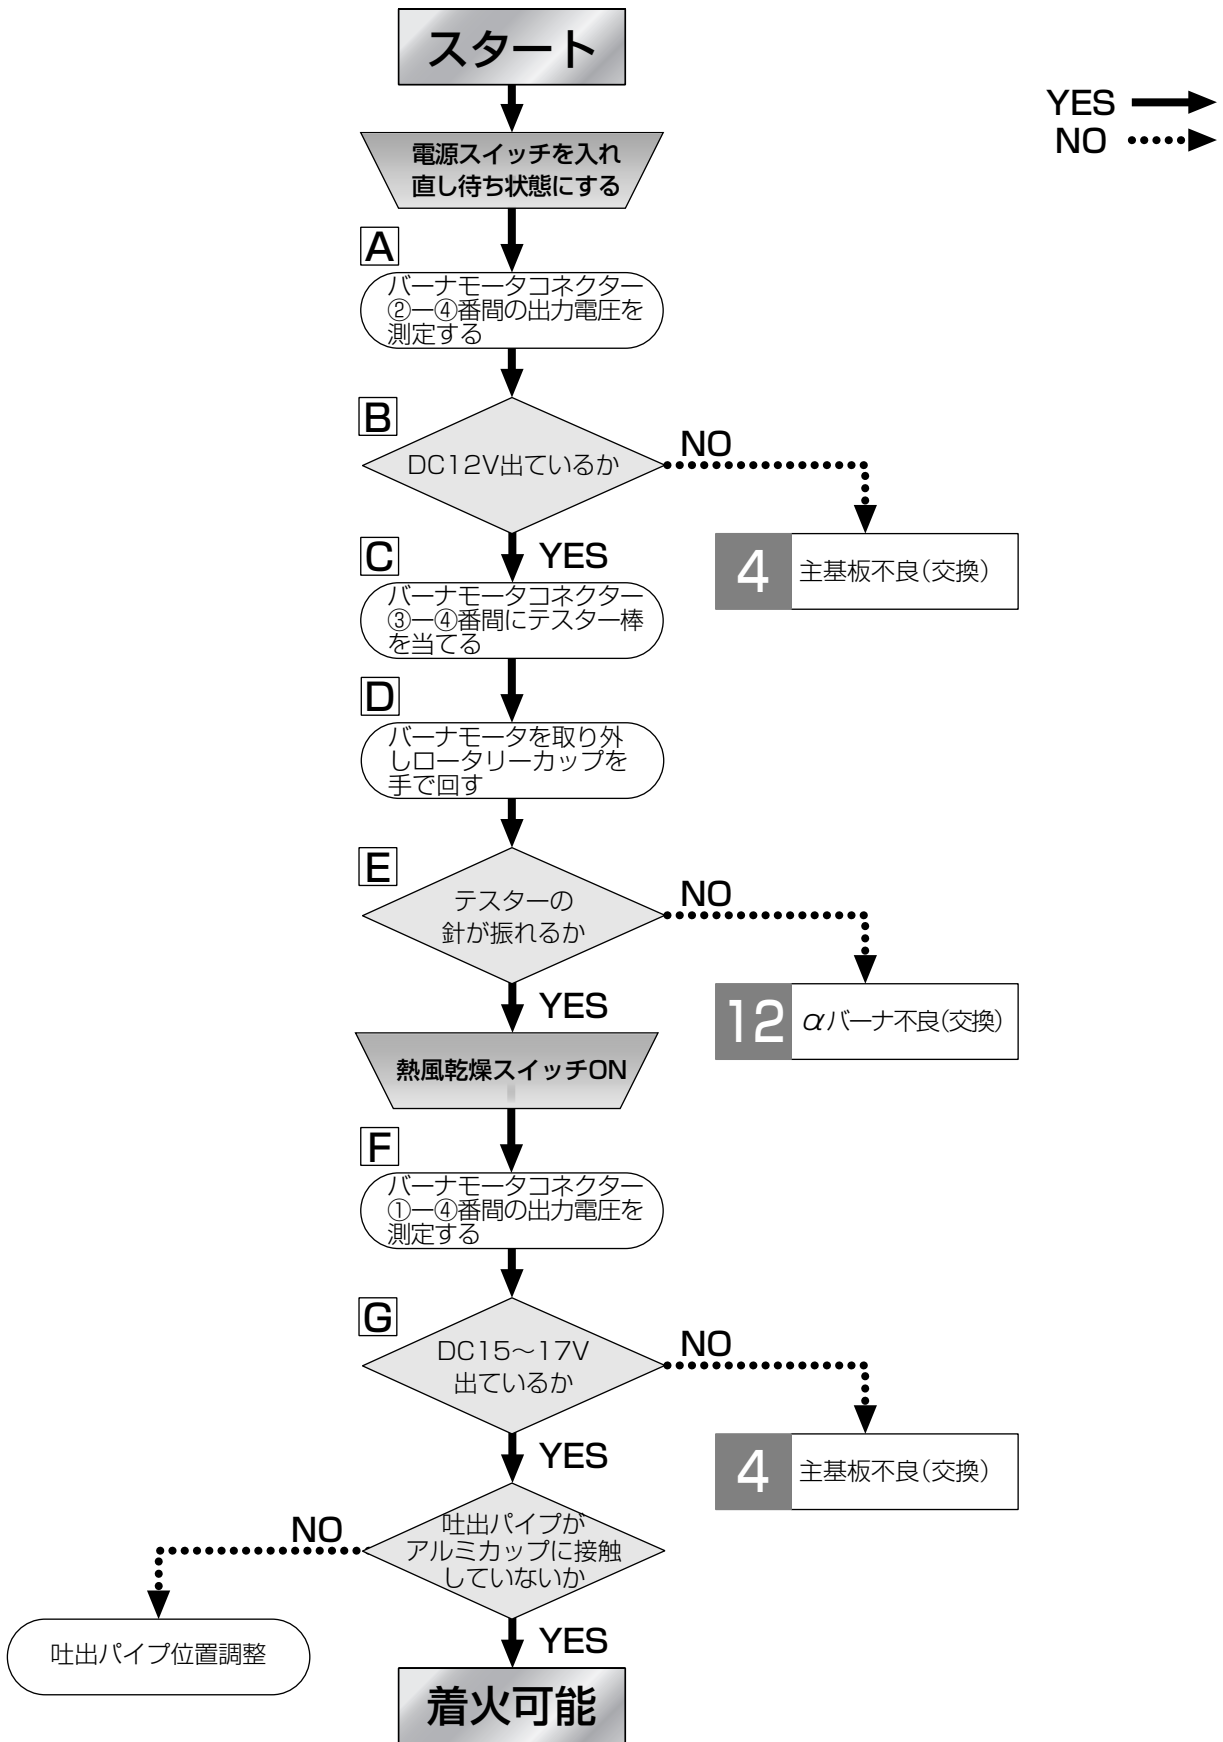 スタート
YES
NO
電源スイッチを入れ
直し待ち状態にする
A
バーナモータコネクター
②ー④番間の出力電圧を
測定する
B
DC12V出ているか
NO
4 主基板不良(交換)
YES
C
バーナモータコネクター
③ー④番間にテスター棒
を当てる
D
バーナモータを取り外
しロータリーカップを
手で回す
E
テスターの
針が振れるか
NO
12 αバーナ不良(交換)
YES
熱風乾燥スイッチON
F
バーナモータコネクター
①ー④番間の出力電圧を
測定する
G
DC15〜17V
出ているか
NO
4 主基板不良(交換)
YES
吐出パイプが
アルミカップに接触
していないか
NO
吐出パイプ位置調整
YES
着火可能